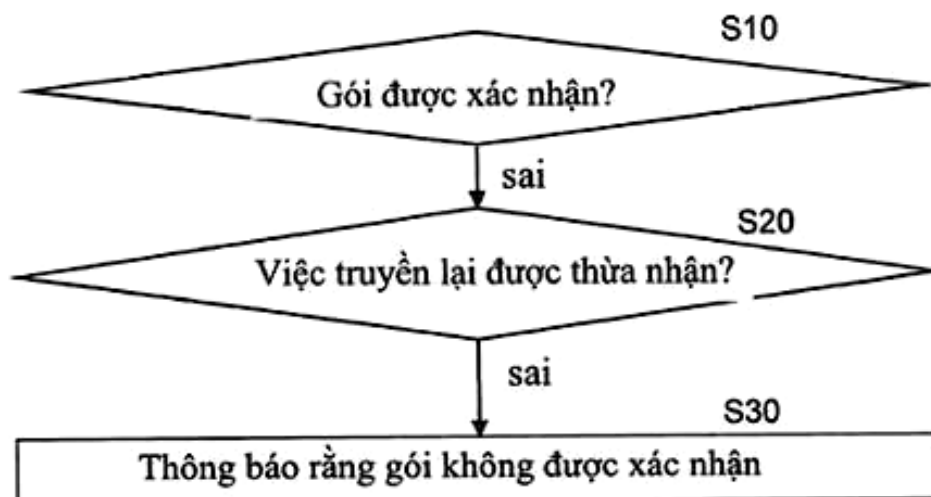 S10
Gói được xác nhận?
sai
S20
Việc truyền lại được thừa nhận?
sai
S30
Thông báo rằng gói không được xác nhận